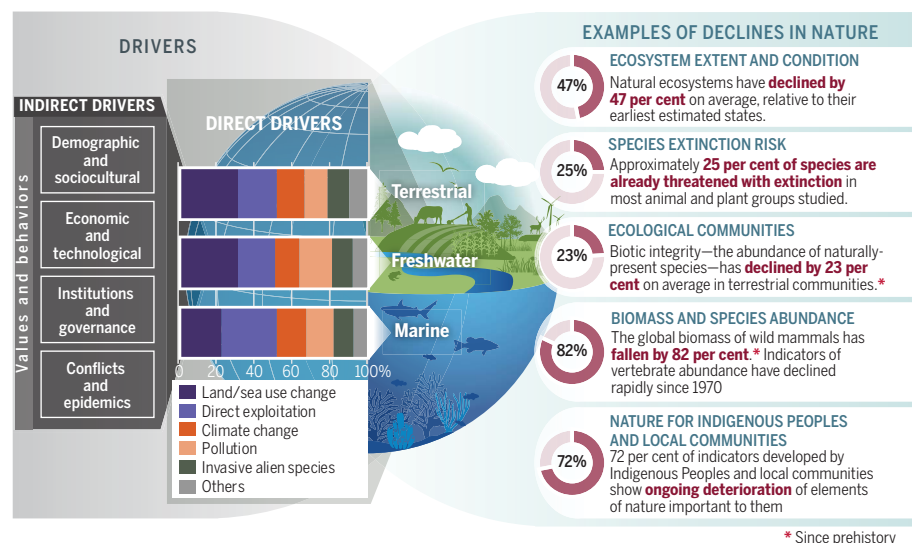 DRIVERS
INDIRECT DRIVERS
Values and behaviors
Demographic
and
sociocultural
Economic
and
technological
Institutions
and
governance
Conflicts
and
epidemics
DIRECT DRIVERS
Terrestrial
Freshwater
Marine
0 20 40 60 80 100%
Land/sea use change
Direct exploitation
Climate change
Pollution
Invasive alien species
Others
EXAMPLES OF DECLINES IN NATURE
47%
ECOSYSTEM EXTENT AND CONDITION
Natural ecosystems have declined by
47 per cent on average, relative to their
earliest estimated states.
25%
SPECIES EXTINCTION RISK
Approximately 25 per cent of species are
already threatened with extinction in
most animal and plant groups studied.
23%
ECOLOGICAL COMMUNITIES
Biotic integrity—the abundance of naturally-
present species—has declined by 23 per
cent on average in terrestrial communities.*
82%
BIOMASS AND SPECIES ABUNDANCE
The global biomass of wild mammals has
fallen by 82 per cent.* Indicators of
vertebrate abundance have declined
rapidly since 1970
72%
NATURE FOR INDIGENOUS PEOPLES
AND LOCAL COMMUNITIES
72 per cent of indicators developed by
Indigenous Peoples and local communities
show ongoing deterioration of elements
of nature important to them
* Since prehistory